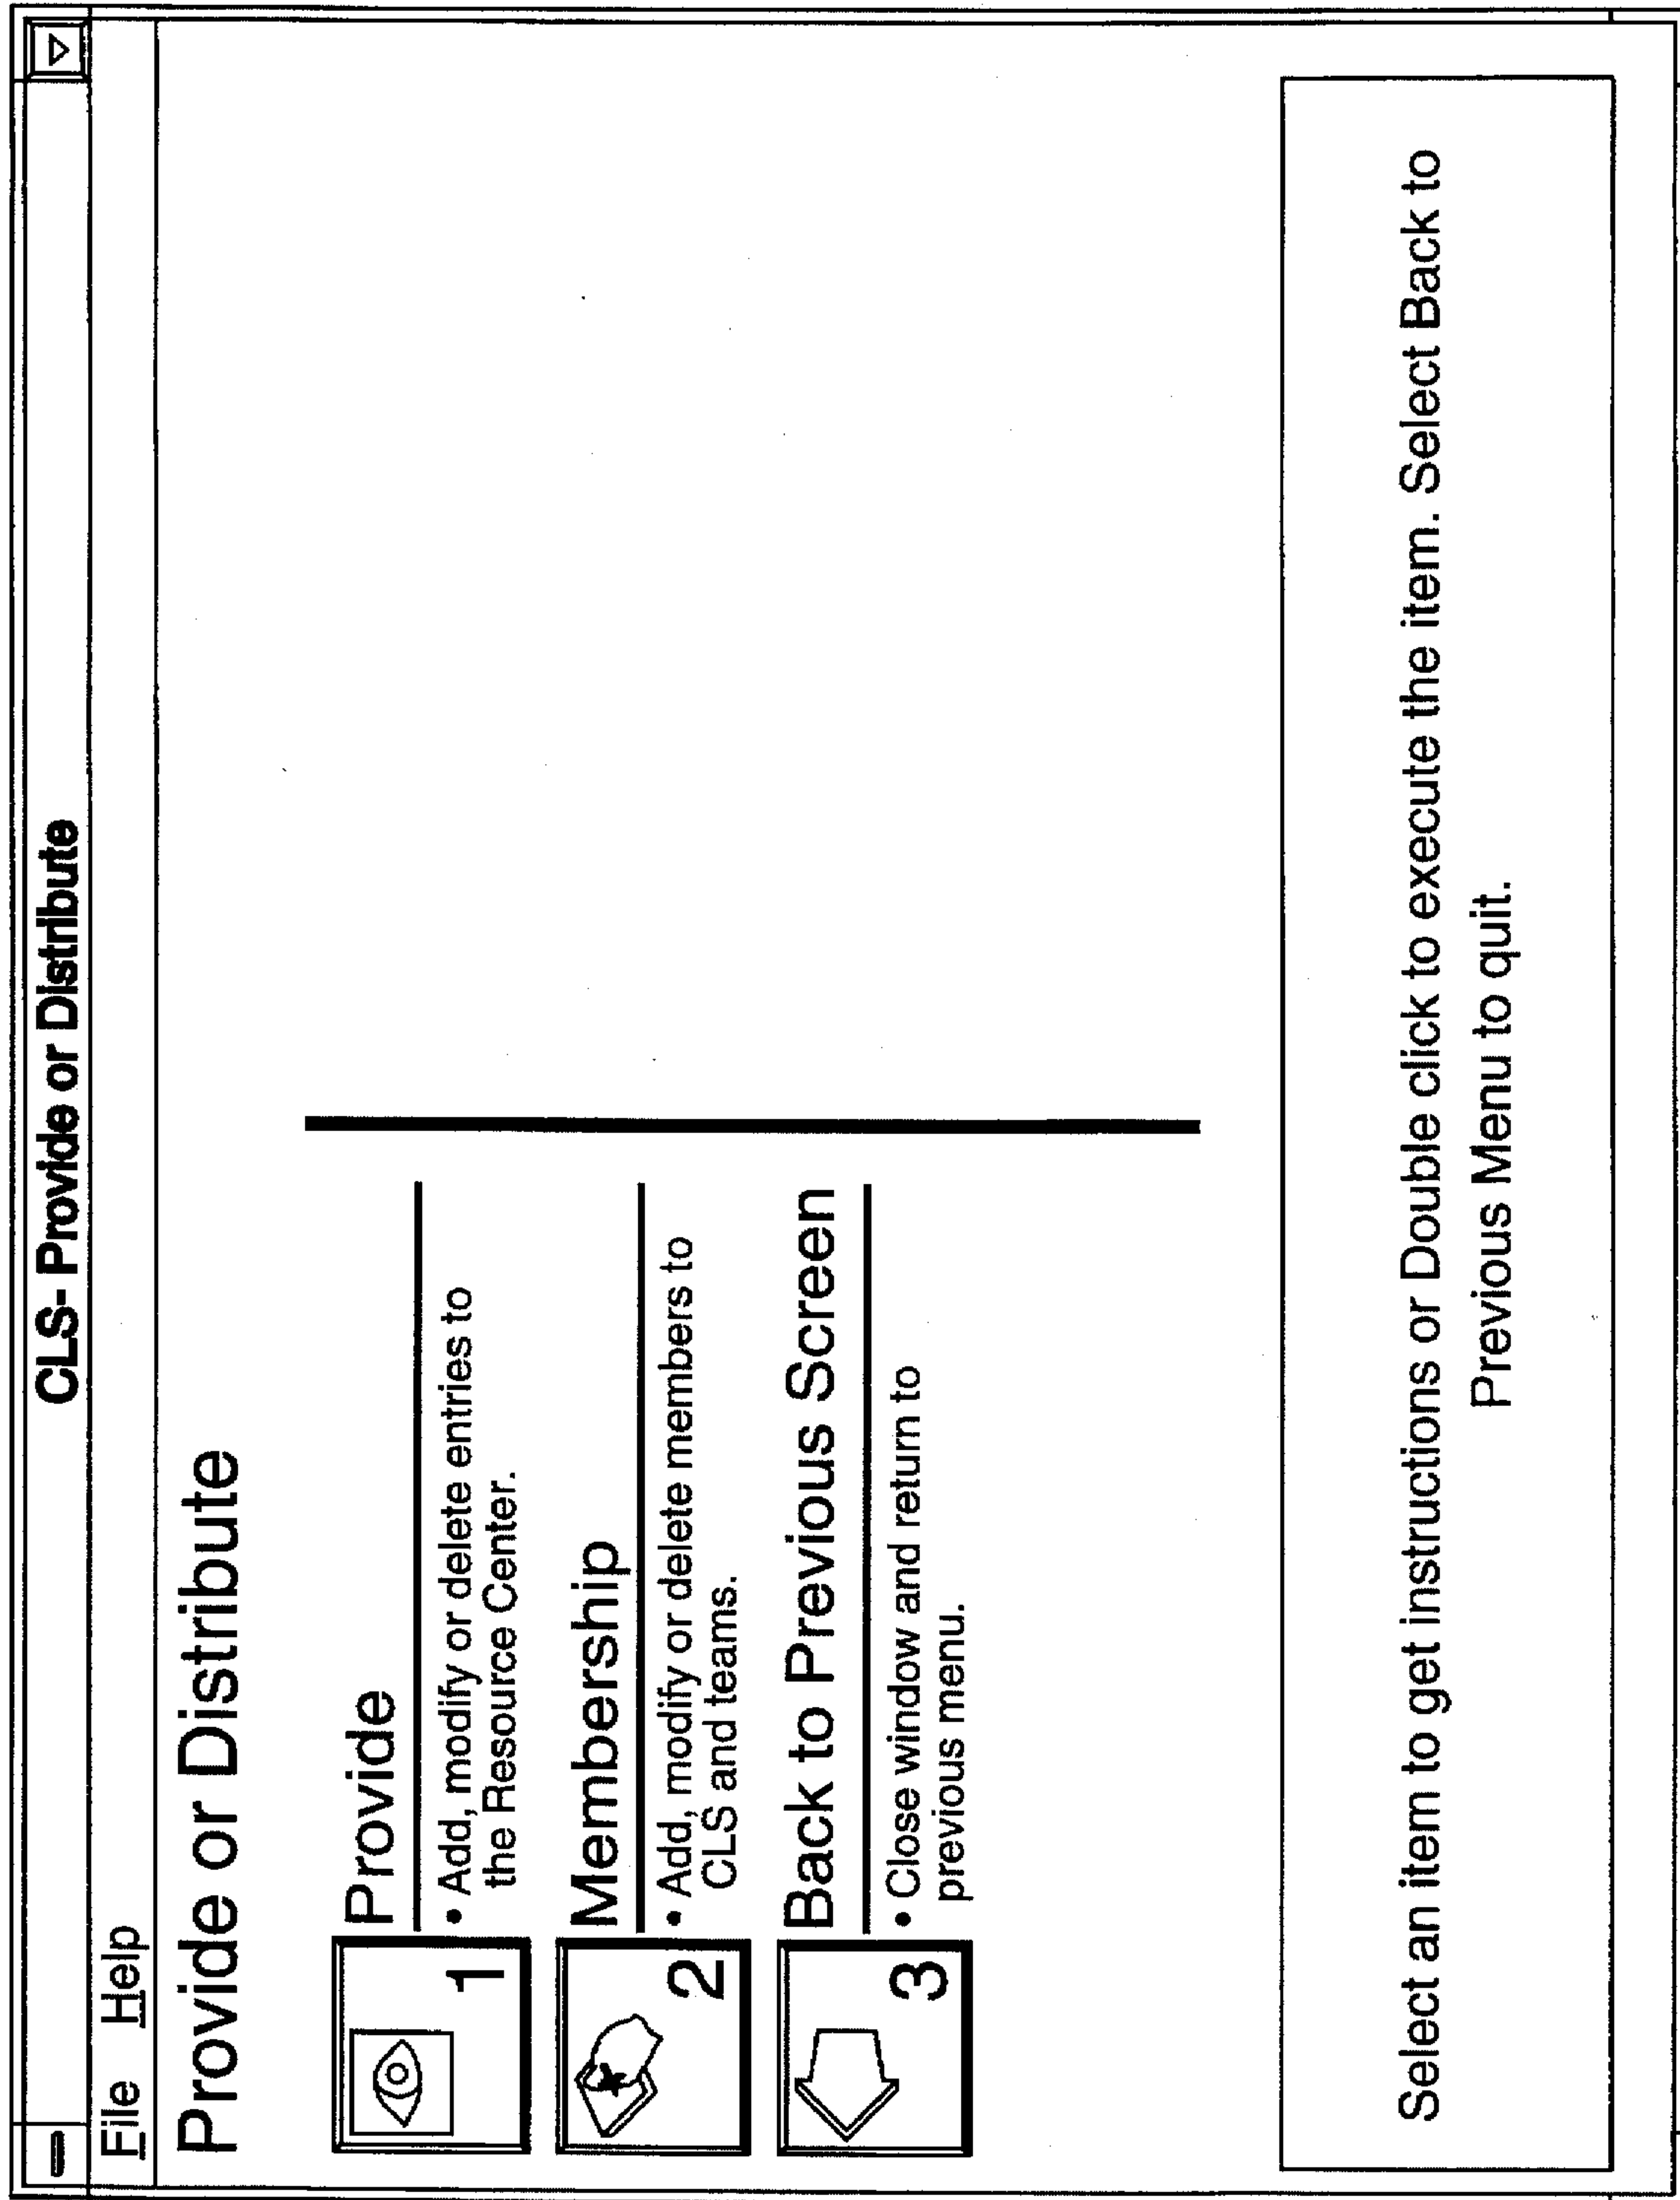 CLS- Provide or Distribute
File Help
Provide or Distribute
1
Provide
• Add, modify or delete entries to
the Resource Center.
2
Membership
• Add, modify or delete members to
CLS and teams.
3
Back to Previous Screen
• Close window and return to
previous menu.
Select an item to get instructions or Double click to execute the item. Select Back to
Previous Menu to quit.